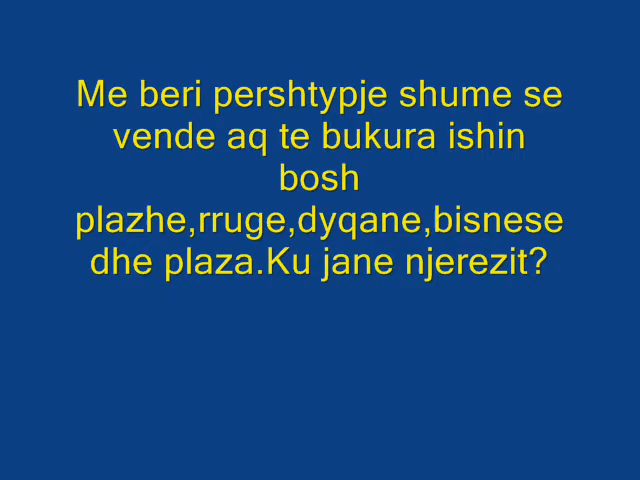 Me beri pershtypje shume se
vende aq te bukura ishin
bosh
plazhe,rruge,dyqane,bisnese
dhe plaza.Ku jane njerezit?